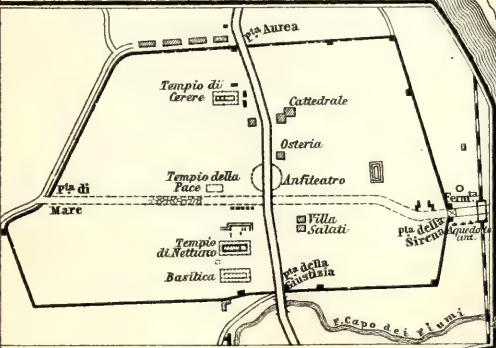 Pta Aurea
Tempio di
Cerere
Cattedrale
Osteria
Tempio della
Pace
Anfiteatro
Pta di
Mare
Fermta
Villa
Salati
Pta della
Sirena
Aquedotto
ant.
Tempio
di Nettuno
Basilica
Pta della
Giustizia
F. Capo dei Fiumi